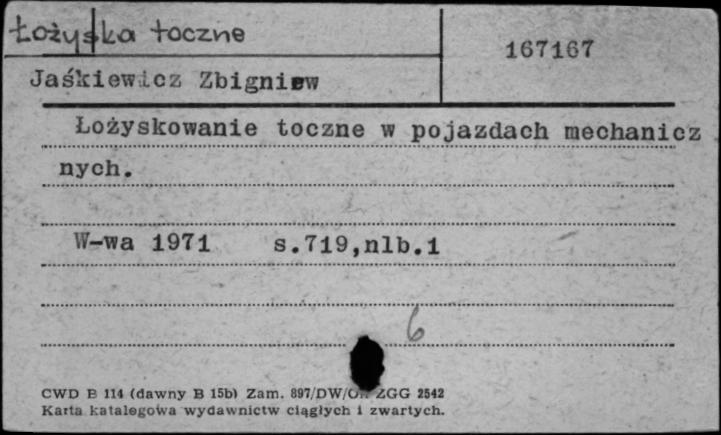 Łożyska toczne
167167
Jaśkiewicz Zbigniew
Łożyskowanie toczne w pojazdach mechanicz
nych.
W-wa 1971 s.719,nlb.1
6
CWD B 114 (dawny B 15b) Zam. 897/DW/ ZGG 2542
Karta katalogowa wydawnictw ciągłych i zwartych.